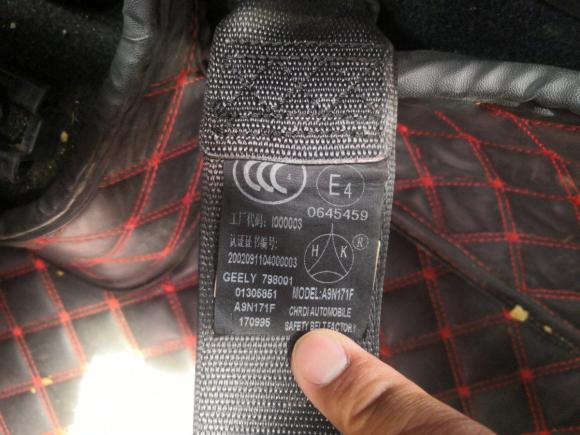 CCC E4
0645459
工厂代码: I000003
认证证书编号:
H K ®
2002091104000003
GEELY 798001
01305851 MODEL:A9N171F
A9N171F CHRDI AUTOMOBILE
170995 SAFETY BELT FACTORY